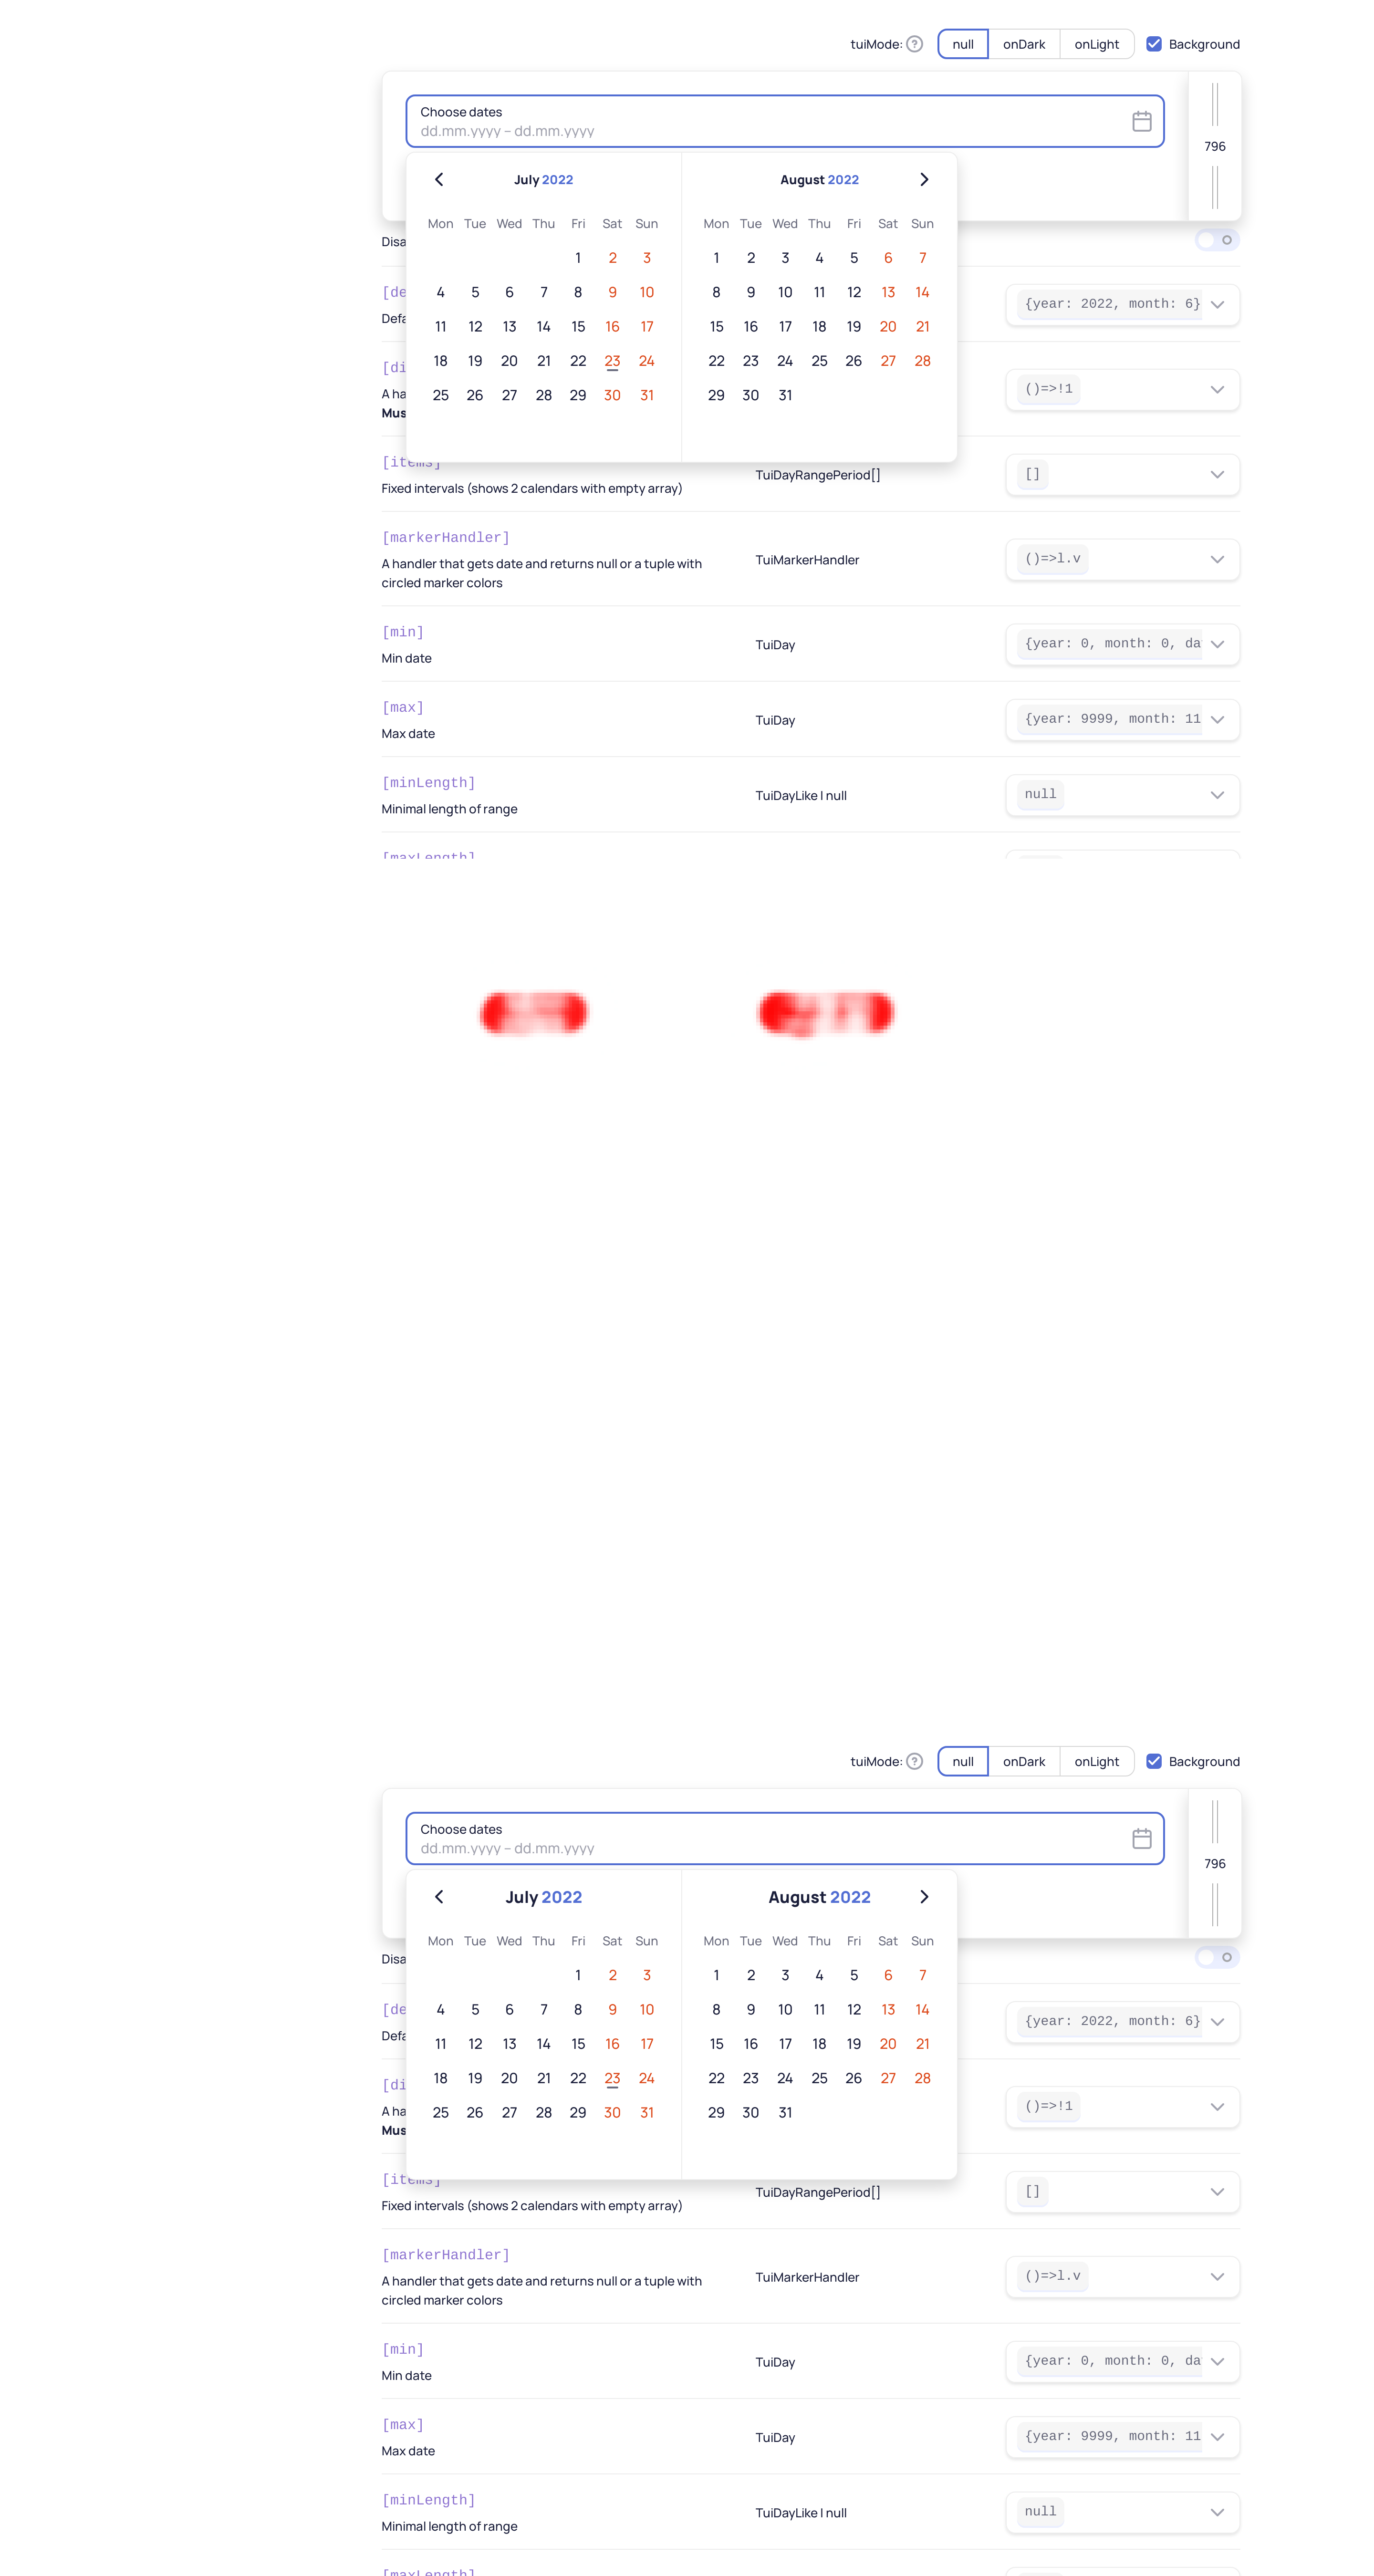 tuiMode: ? null onDark onLight Background
Choose dates
dd.mm.yyyy – dd.mm.yyyy
796
July 2022 August 2022
Mon Tue Wed Thu Fri Sat Sun Mon Tue Wed Thu Fri Sat Sun
1 2 3 1 2 3 4 5 6 7
4 5 6 7 8 9 10 8 9 10 11 12 13 14
11 12 13 14 15 16 17 15 16 17 18 19 20 21
18 19 20 21 22 23 24 22 23 24 25 26 27 28
25 26 27 28 29 30 31 29 30 31
Disa
[de
Defa
{year: 2022, month: 6}
[di
A ha
Mus
()=>!1
[items]
Fixed intervals (shows 2 calendars with empty array)
TuiDayRangePeriod[]
[]
[markerHandler]
A handler that gets date and returns null or a tuple with
circled marker colors
TuiMarkerHandler
()=>l.v
[min]
Min date
TuiDay
{year: 0, month: 0, da
[max]
Max date
TuiDay
{year: 9999, month: 11
[minLength]
Minimal length of range
TuiDayLike | null
null
[maxLength]
tuiMode: ? null onDark onLight Background
Choose dates
dd.mm.yyyy – dd.mm.yyyy
796
July 2022 August 2022
Mon Tue Wed Thu Fri Sat Sun Mon Tue Wed Thu Fri Sat Sun
1 2 3 1 2 3 4 5 6 7
4 5 6 7 8 9 10 8 9 10 11 12 13 14
11 12 13 14 15 16 17 15 16 17 18 19 20 21
18 19 20 21 22 23 24 22 23 24 25 26 27 28
25 26 27 28 29 30 31 29 30 31
Disa
[de
Defa
{year: 2022, month: 6}
[di
A ha
Mus
()=>!1
[items]
Fixed intervals (shows 2 calendars with empty array)
TuiDayRangePeriod[]
[]
[markerHandler]
A handler that gets date and returns null or a tuple with
circled marker colors
TuiMarkerHandler
()=>l.v
[min]
Min date
TuiDay
{year: 0, month: 0, da
[max]
Max date
TuiDay
{year: 9999, month: 11
[minLength]
Minimal length of range
TuiDayLike | null
null
[maxLength]